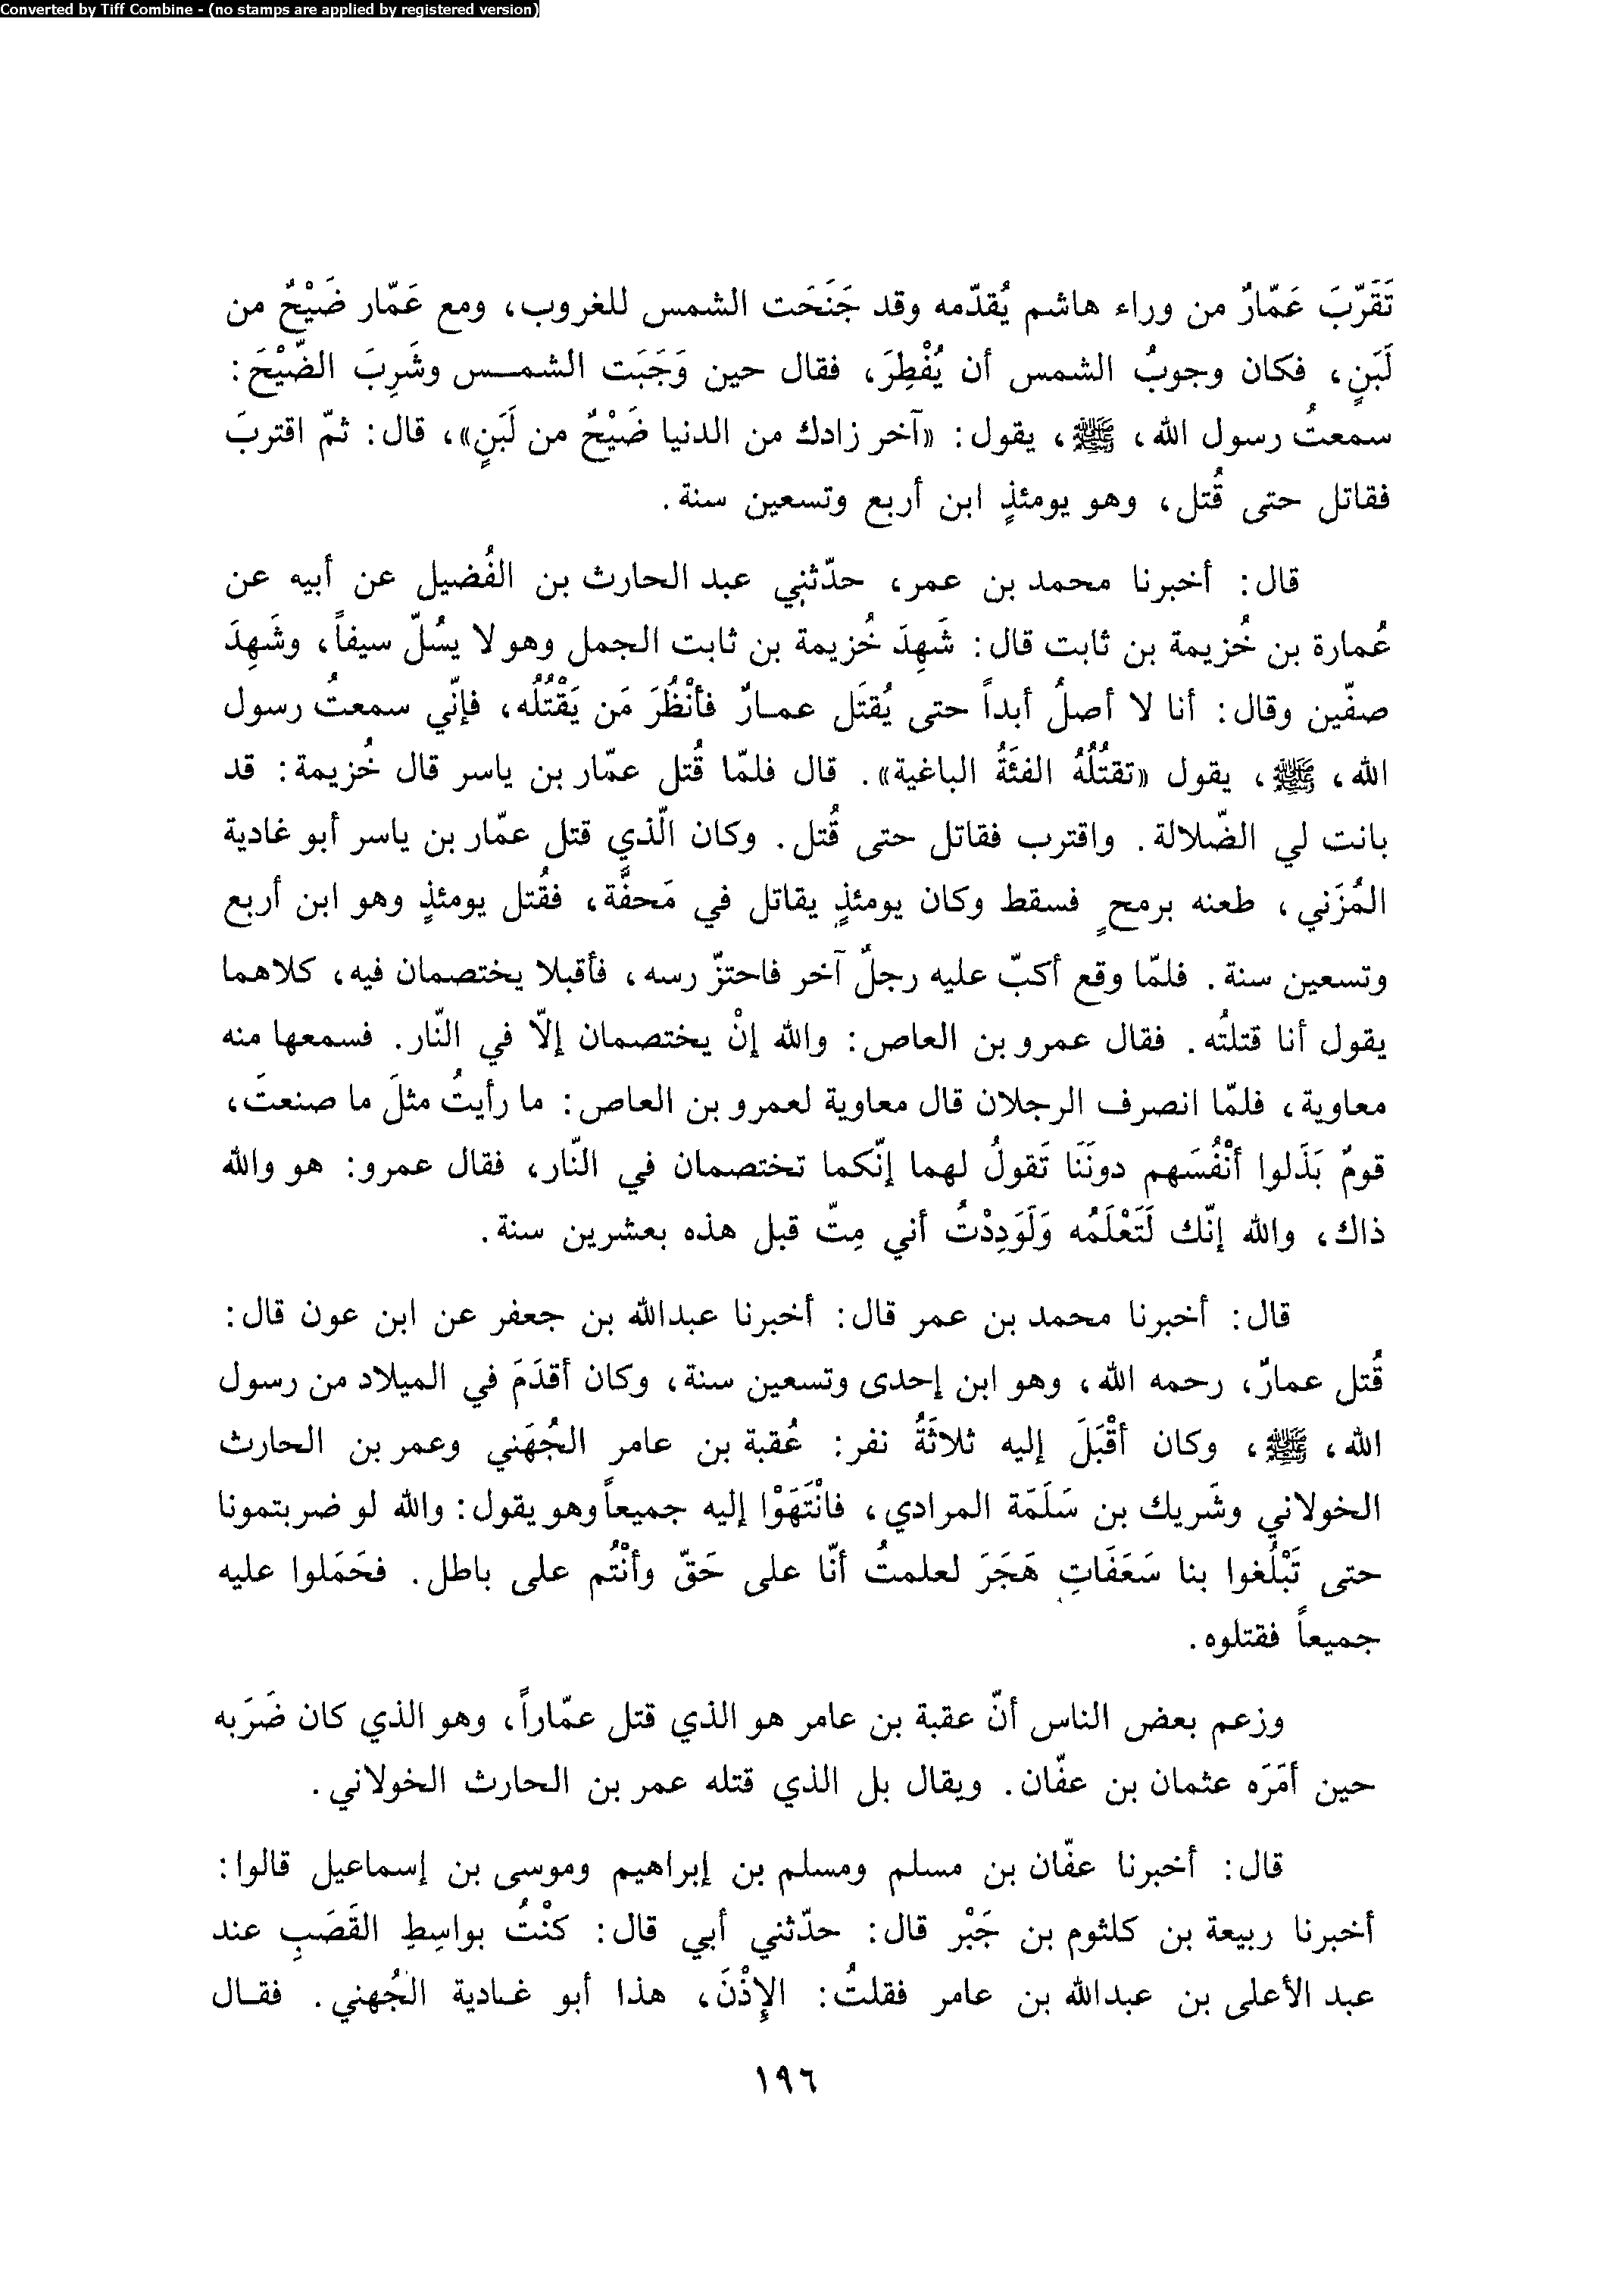 Converted by Tiff Combine - (no stamps are applied by registered version)
تَقَرّبَ عَمّارٌ من وراء هاشم يُقدّمه وقد جَنَحَت الشمس للغروب، ومع عَمّار ضَيْحٌ من
لَبَنٍ، فكان وجوبُ الشمس أن يُفْطِرَ، فقال حين وَجَبَت الشمـس وشَرِبَ الضّيْحَ:
سمعتُ رسول الله، ﷺ، يقول: «آخر زادك من الدنيا ضَيْحٌ من لَبَنٍ»، قال: ثمّ اقتربَ
فقاتل حتى قُتل، وهو يومئذٍ ابن أربع وتسعين سنة.
قال: أخبرنا محمد بن عمر، حدّثني عبد الحارث بن الفُضيل عن أبيه عن
عُمارة بن خُزيمة بن ثابت قال: شَهِدَ خُزيمة بن ثابت الجمل وهو لا يسُلّ سيفاً، وشَهِدَ
صفّين وقال: أنا لا أصلُ أبداً حتى يُقتَل عمـارٌ فأنْظُرَ مَن يَقْتُلُه، فإنّي سمعتُ رسول
الله، ﷺ، يقول «تقتُلُهُ الفئَةُ الباغية». قال فلمّا قُتل عمّار بن ياسر قال خُزيمة: قد
بانت لي الضّلالة. واقترب فقاتل حتى قُتل. وكان الّذي قتل عمّار بن ياسر أبو غادية
المُزَني، طعنه برمحٍ فسقط وكان يومئذٍ يقاتل في مَحفّة، فقُتل يومئذٍ وهو ابن أربع
وتسعين سنة. فلمّا وقع أكبّ عليه رجلٌ آخر فاحتزّ رسه، فأقبلا يختصمان فيه، كلاهما
يقول أنا قتلتُه. فقال عمرو بن العاص: والله إنْ يختصمان إلّا في النّار. فسمعها منه
معاوية، فلمّا انصرف الرجلان قال معاوية لعمرو بن العاص: ما رأيتُ مثلَ ما صنعتَ،
قومٌ بَذَلوا أنْفُسَهم دونَنَا تَقولُ لهما إنّكما تختصمان في النّار، فقال عمرو: هو والله
ذاك، والله إنّك لَتَعْلَمُه وَلَوَدِدْتُ أني مِتّ قبل هذه بعشرين سنة.
قال: أخبرنا محمد بن عمر قال: أخبرنا عبدالله بن جعفر عن ابن عون قال:
قُتل عمارٌ، رحمه الله، وهو ابن إحدى وتسعين سنة، وكان أقدَمَ في الميلاد من رسول
الله، ﷺ، وكان أقْبَلَ إليه ثلاثَةُ نفر: عُقبة بن عامر الجُهَني وعمر بن الحارث
الخولاني وشَريك بن سَلَمَة المرادي، فانْتَهَوْا إليه جميعاً وهو يقول: والله لو ضربتمونا
حتى تَبْلُغوا بنا سَعَفَاتِ هَجَرَ لعلمتُ أنّا على حَقّ وأنْتُم على باطل. فحَمَلوا عليه
جميعاً فقتلوه.
وزعم بعض الناس أنّ عقبة بن عامر هو الذي قتل عمّاراً، وهو الذي كان ضَرَبه
حين أمَرَه عثمان بن عفّان. ويقال بل الذي قتله عمر بن الحارث الخولاني.
قال: أخبرنا عفّان بن مسلم ومسلم بن إبراهيم وموسى بن إسماعيل قالوا:
أخبرنا ربيعة بن كلثوم بن جَبْر قال: حدّثني أبي قال: كنْتُ بواسِطِ القَصَبِ عند
عبد الأعلى بن عبدالله بن عامر فقلتُ: الإِذْنَ، هذا أبو غـادية الجُهني. فقـال
١٩٦